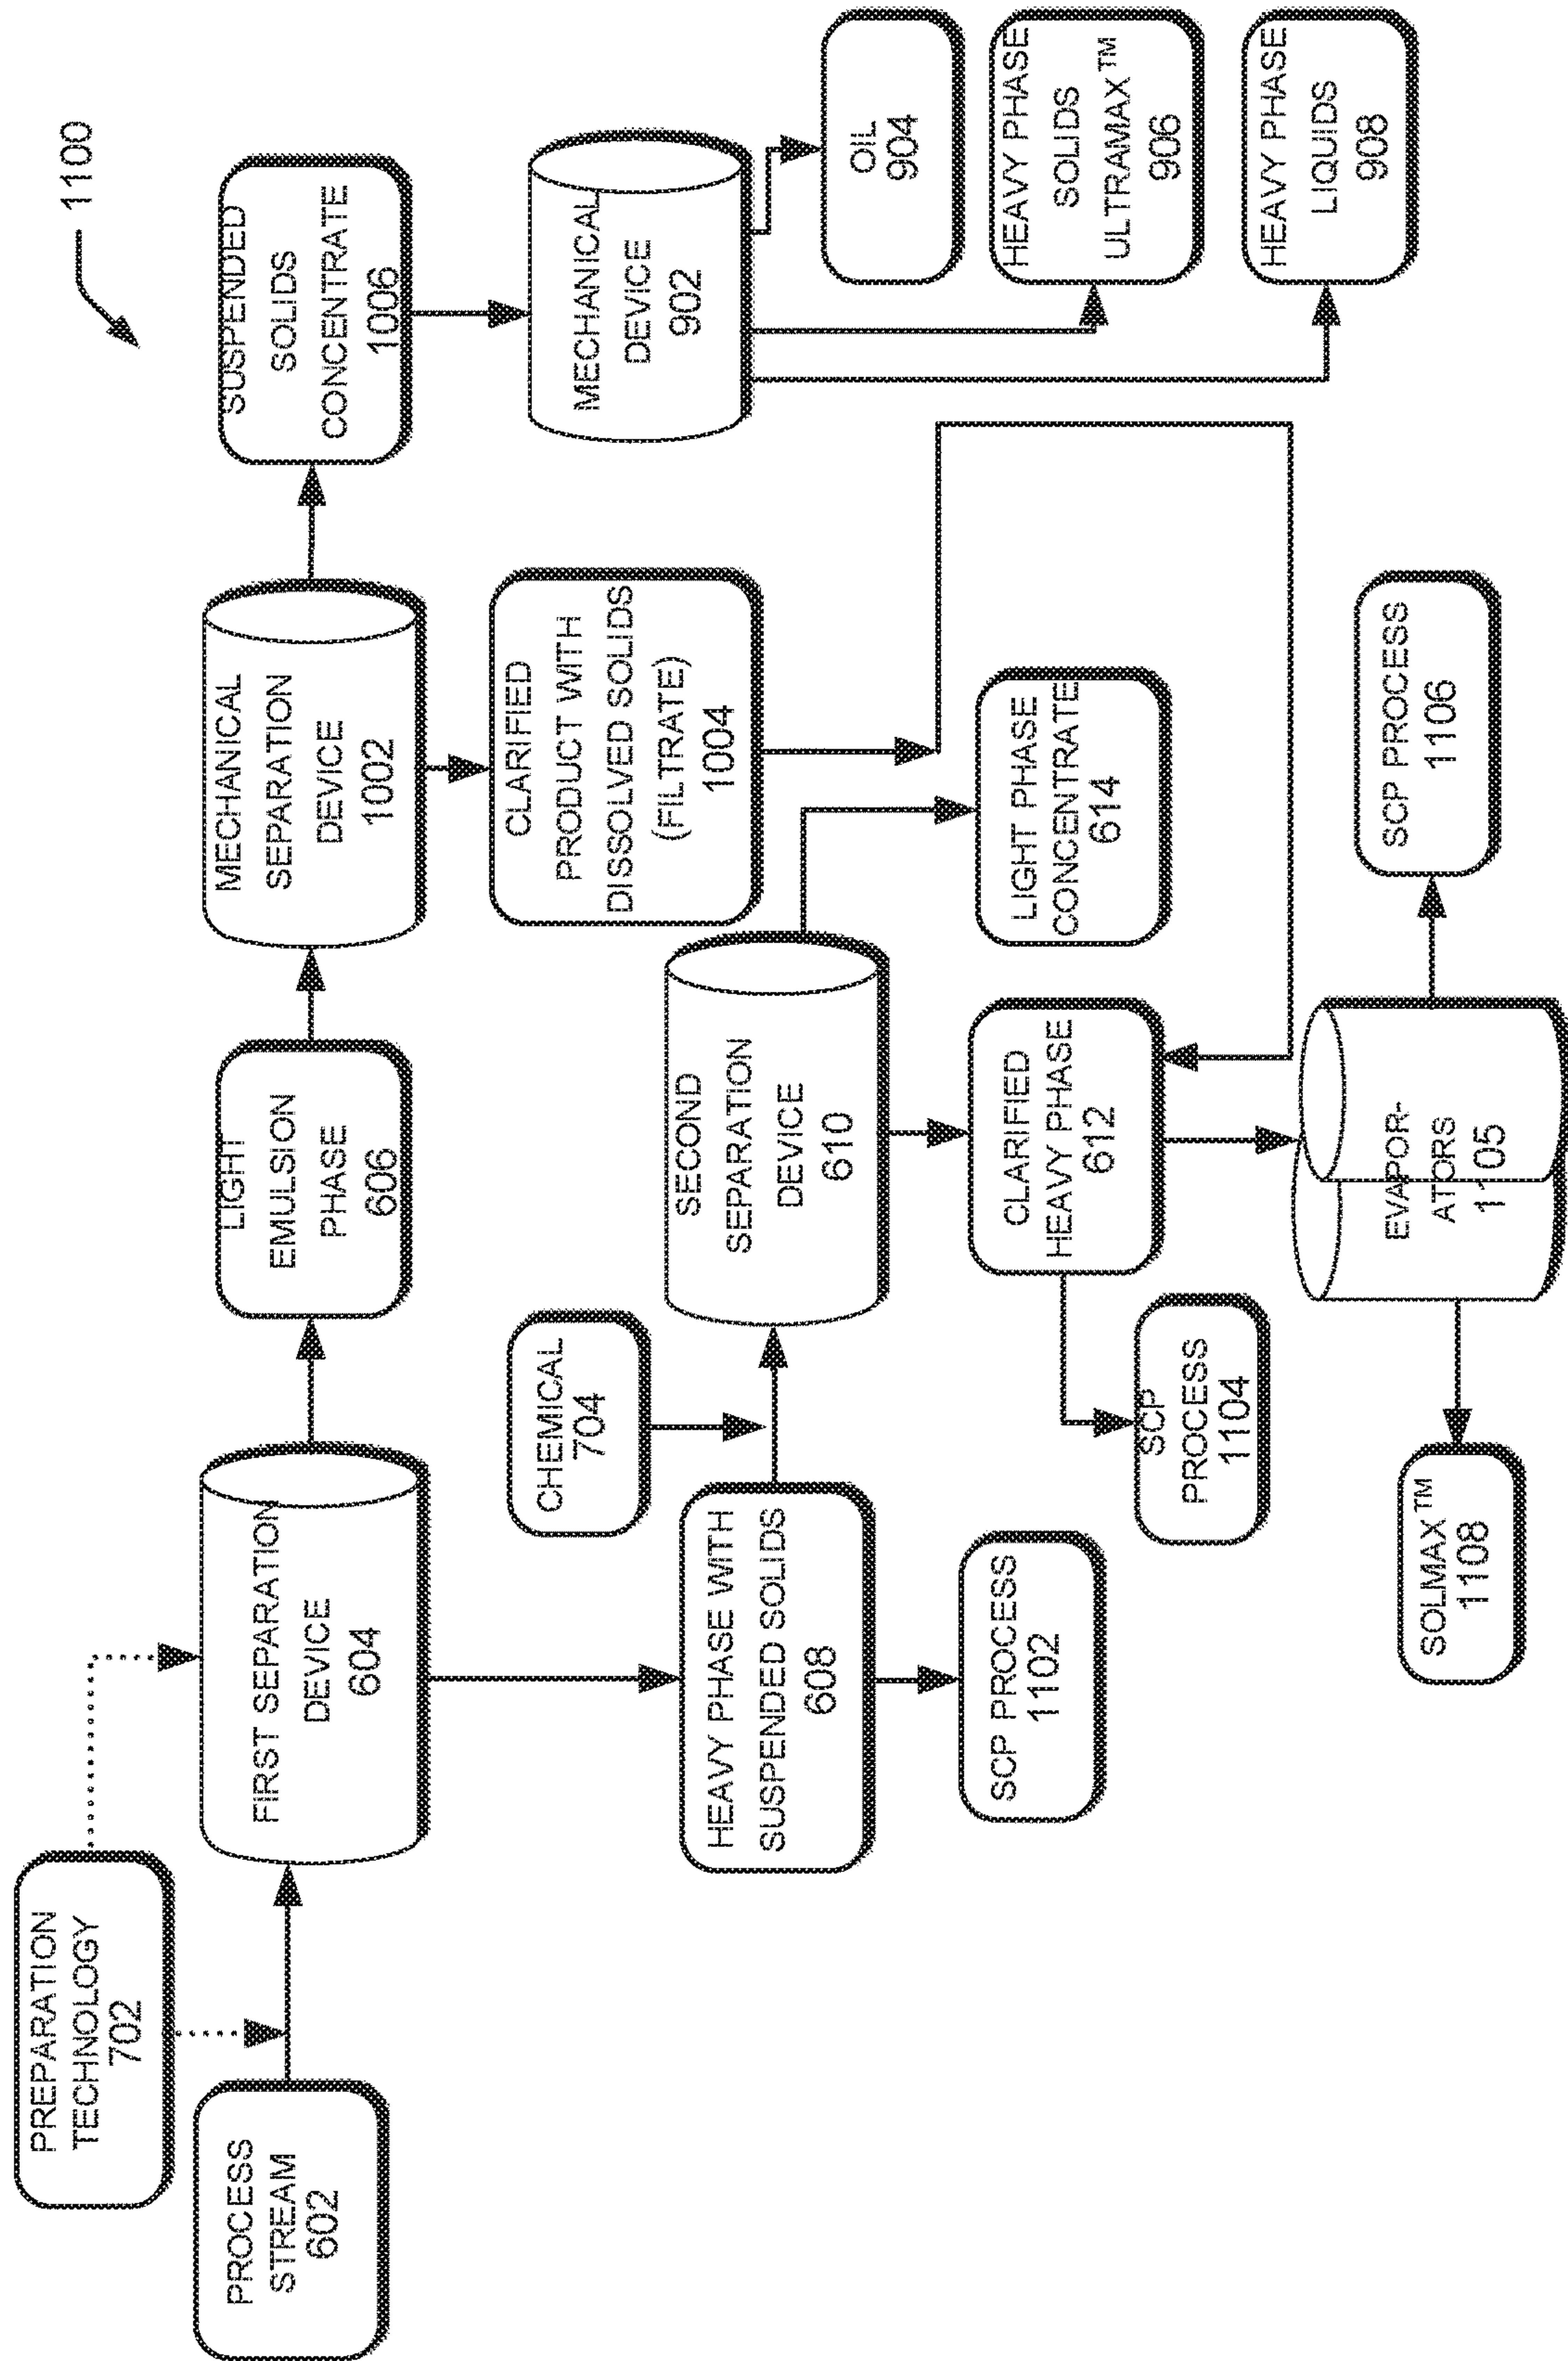 1100
PREPARATION
TECHNOLOGY
702
PROCESS
STREAM
602
FIRST SEPARATION
DEVICE
604
LIGHT
EMULSION
PHASE
606
MECHANICAL
SEPARATION
DEVICE
1002
SUSPENDED
SOLIDS
CONCENTRATE
1006
CLARIFIED
PRODUCT WITH
DISSOLVED SOLIDS
(FILTRATE)
1004
MECHANICAL
DEVICE
902
OIL
904
HEAVY PHASE
SOLIDS
ULTRAMAX™
906
HEAVY PHASE
LIQUIDS
908
CHEMICAL
704
HEAVY PHASE WITH
SUSPENDED SOLIDS
608
SECOND
SEPARATION
DEVICE
610
LIGHT PHASE
CONCENTRATE
614
SCP PROCESS
1102
CLARIFIED
HEAVY PHASE
612
SCP
PROCESS
1104
EVAPOR-
ATORS
1105
SCP PROCESS
1106
SOLMAX™
1108